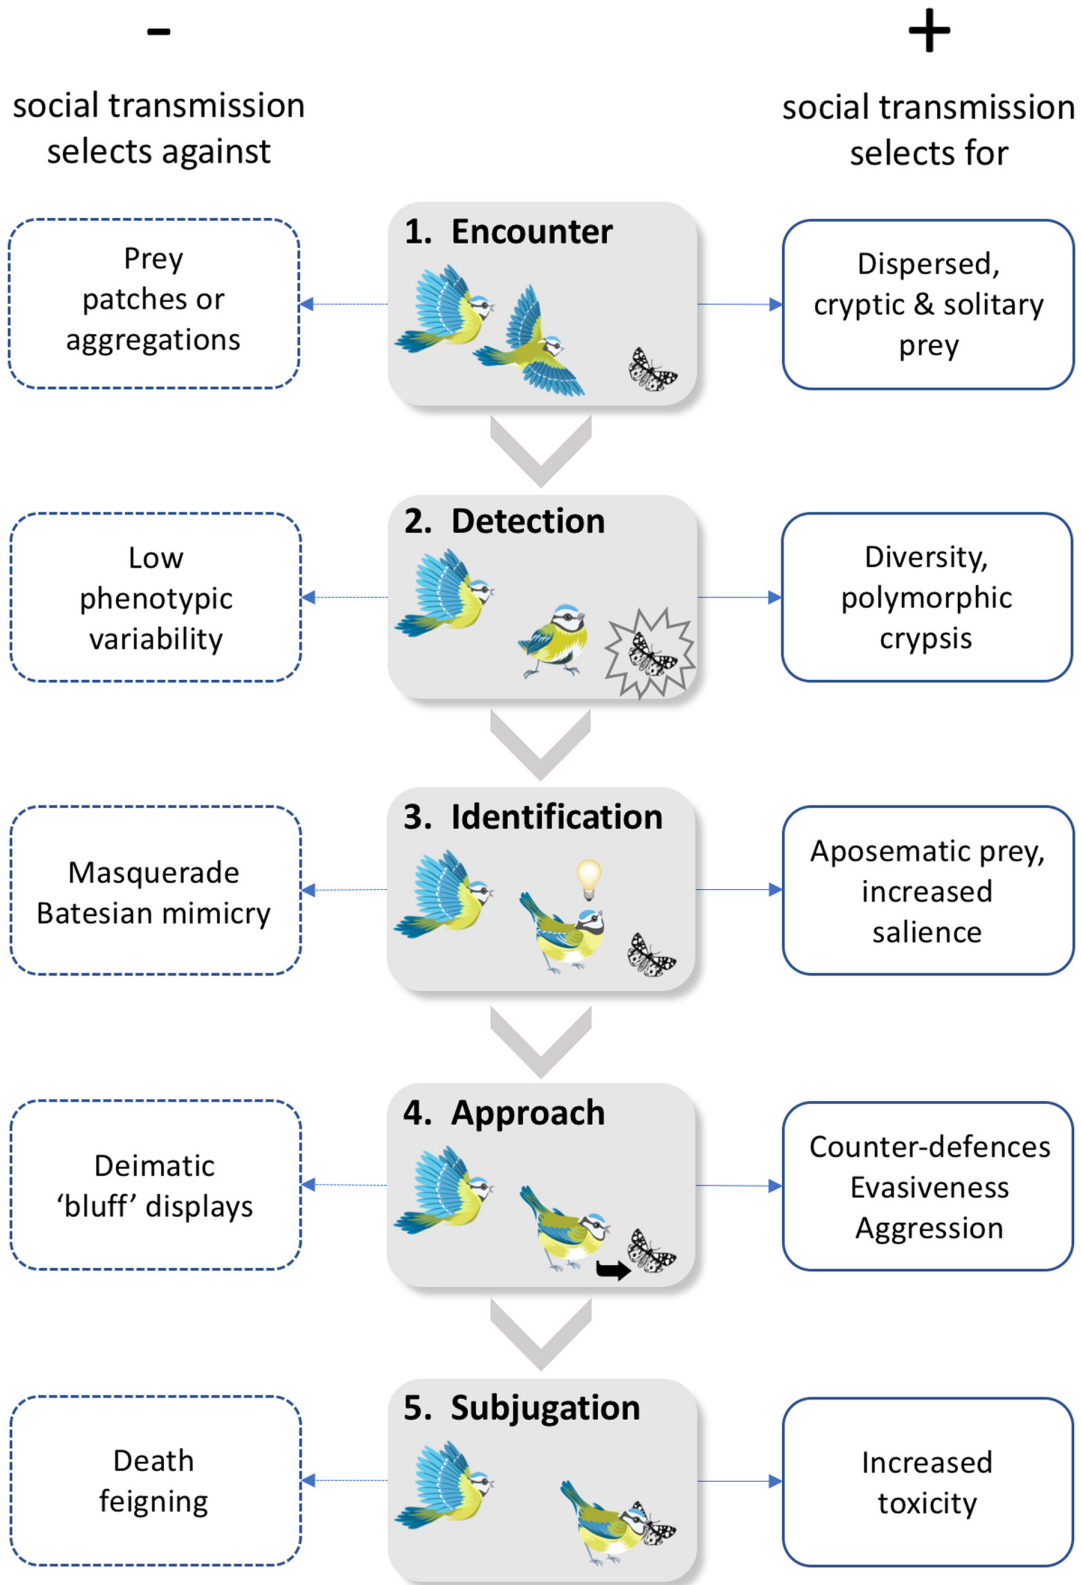 -
+
social transmission
selects against
social transmission
selects for
1. Encounter
Prey
patches or
aggregations
Dispersed,
cryptic & solitary
prey
2. Detection
Low
phenotypic
variability
Diversity,
polymorphic
crypsis
3. Identification
Masquerade
Batesian mimicry
Aposematic prey,
increased
salience
4. Approach
Deimatic
‘bluff’ displays
Counter-defences
Evasiveness
Aggression
5. Subjugation
Death
feigning
Increased
toxicity